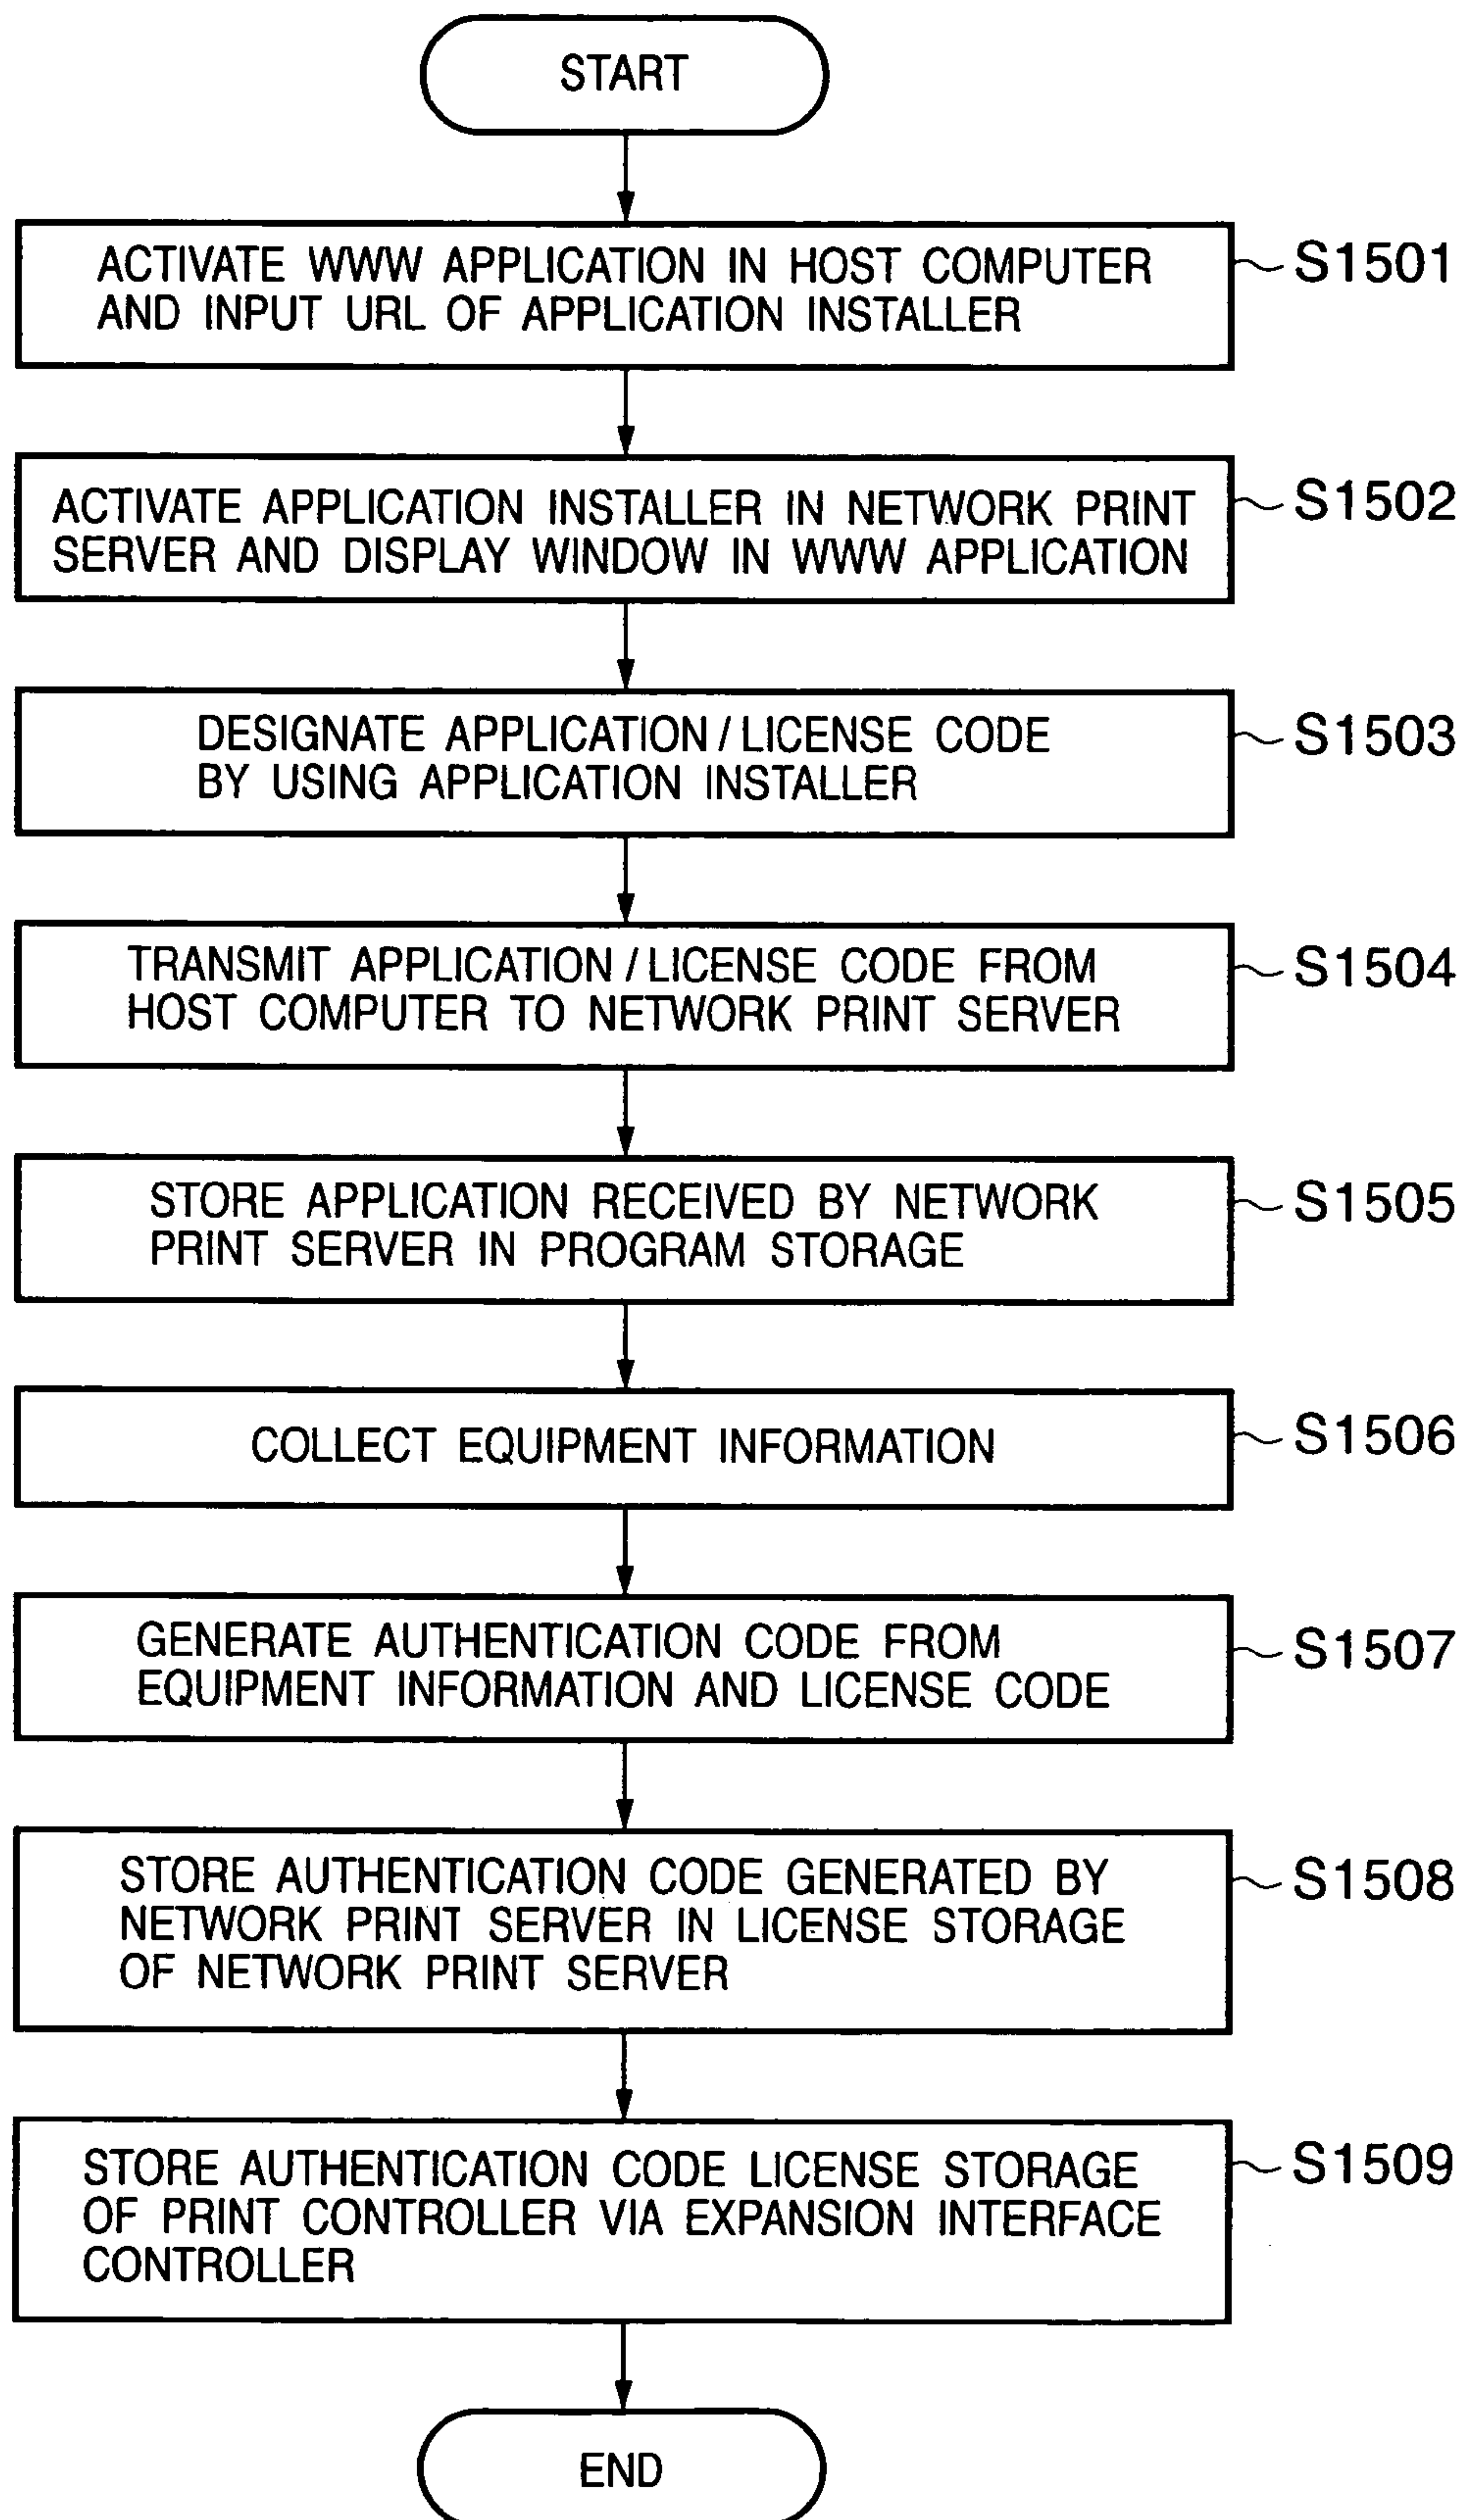 START
ACTIVATE WWW APPLICATION IN HOST COMPUTER
AND INPUT URL OF APPLICATION INSTALLER
S1501
ACTIVATE APPLICATION INSTALLER IN NETWORK PRINT
SERVER AND DISPLAY WINDOW IN WWW APPLICATION
S1502
DESIGNATE APPLICATION / LICENSE CODE
BY USING APPLICATION INSTALLER
S1503
TRANSMIT APPLICATION / LICENSE CODE FROM
HOST COMPUTER TO NETWORK PRINT SERVER
S1504
STORE APPLICATION RECEIVED BY NETWORK
PRINT SERVER IN PROGRAM STORAGE
S1505
COLLECT EQUIPMENT INFORMATION
S1506
GENERATE AUTHENTICATION CODE FROM
EQUIPMENT INFORMATION AND LICENSE CODE
S1507
STORE AUTHENTICATION CODE GENERATED BY
NETWORK PRINT SERVER IN LICENSE STORAGE
OF NETWORK PRINT SERVER
S1508
STORE AUTHENTICATION CODE LICENSE STORAGE
OF PRINT CONTROLLER VIA EXPANSION INTERFACE
CONTROLLER
S1509
END